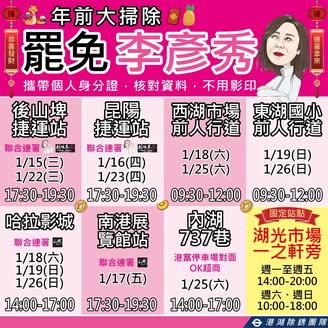 年前大掃除
罷免 李彥秀
攜帶個人身分證，核對資料，不用影印
恭喜發財
連署拿來
後山埤
捷運站
聯合連署
1/15(三)
1/22(三)
17:30-19:30
昆陽
捷運站
聯合連署
1/16(四)
1/23(四)
17:30-19:30
西湖市場
前人行道
1/18(六)
1/25(六)
09:30-12:00
東湖國小
前人行道
1/19(日)
1/26(日)
09:30-12:00
哈拉影城
聯合連署
1/18(六)
1/19(日)
1/26(日)
14:00-17:00
南港展
覽館站
聯合連署
1/17(五)
17:30-19:30
內湖
737巷
港富停車場對面
OK超商
1/25(六)
14:00-17:00
固定站點
湖光市場
一之軒旁
週一至週五
14:00-20:00
週六、週日
10:00-18:00
港湖除銹團隊